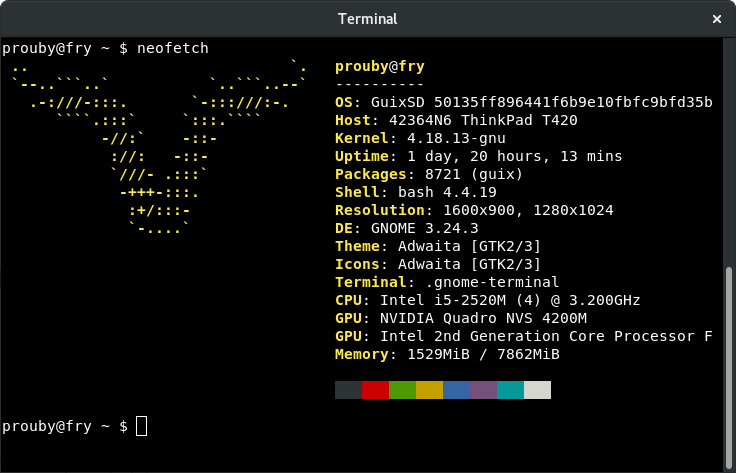 Terminal
prouby@fry ~ $ neofetch
prouby@fry
----------
OS: GuixSD 50135ff896441f6b9e10fbfc9bfd35b
Host: 42364N6 ThinkPad T420
Kernel: 4.18.13-gnu
Uptime: 1 day, 20 hours, 13 mins
Packages: 8721 (guix)
Shell: bash 4.4.19
Resolution: 1600x900, 1280x1024
DE: GNOME 3.24.3
Theme: Adwaita [GTK2/3]
Icons: Adwaita [GTK2/3]
Terminal: .gnome-terminal
CPU: Intel i5-2520M (4) @ 3.200GHz
GPU: NVIDIA Quadro NVS 4200M
GPU: Intel 2nd Generation Core Processor F
Memory: 1529MiB / 7862MiB
prouby@fry ~ $